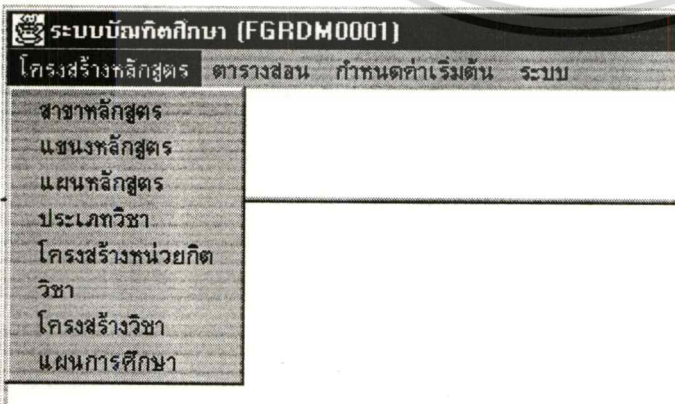 ระบบบัณฑิตศึกษา (FGRDM0001)
โครงสร้างหลักสูตร ตารางสอน กำหนดค่าเริ่มต้น ระบบ
สาขาหลักสูตร
แขนงหลักสูตร
แผนหลักสูตร
ประเภทวิชา
โครงสร้างหน่วยกิต
วิชา
โครงสร้างวิชา
แผนการศึกษา